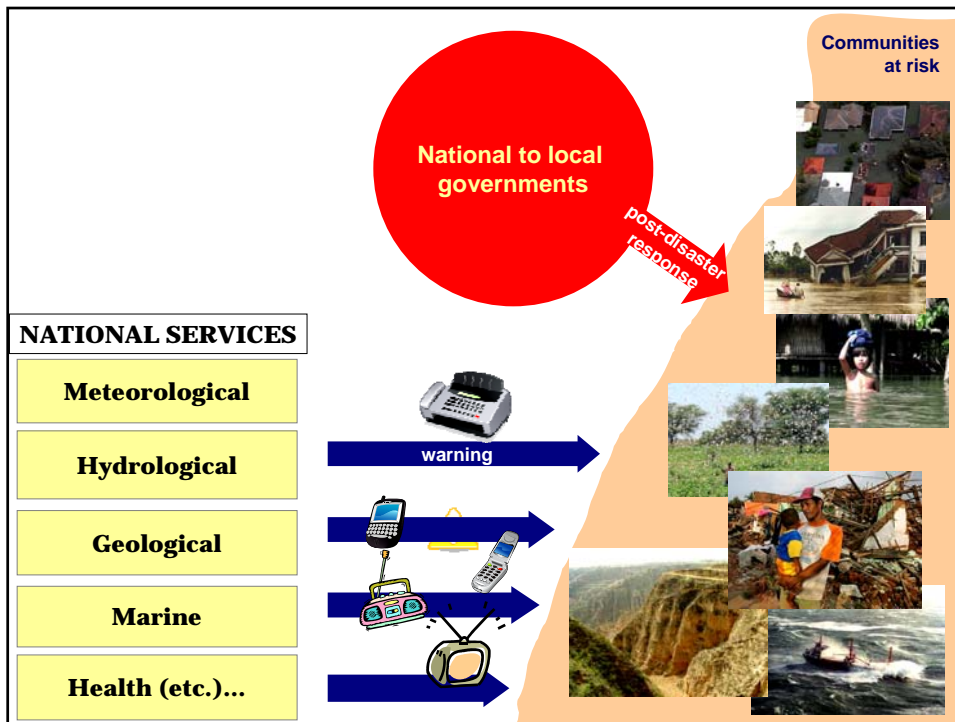 Communities
at risk
National to local
governments
post-disaster
response
NATIONAL SERVICES
Meteorological
Hydrological
warning
Geological
Marine
Health (etc.)...